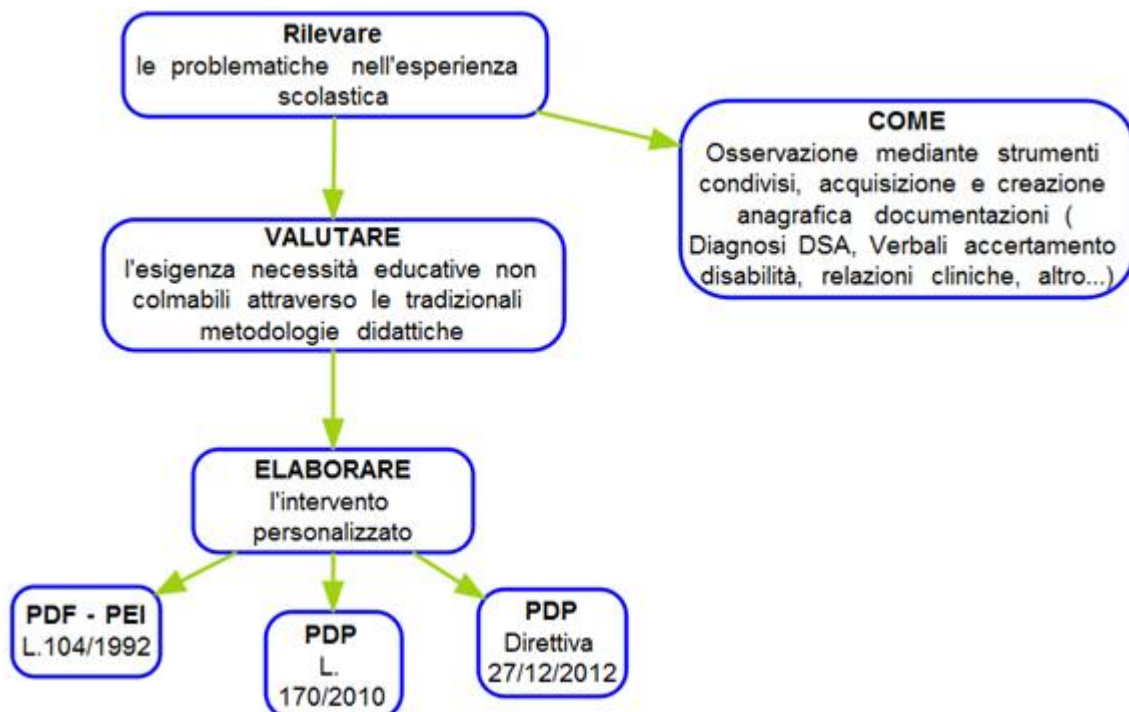 Rilevare
le problematiche nell'esperienza
scolastica
COME
Osservazione mediante strumenti
condivisi, acquisizione e creazione
anagrafica documentazioni (
Diagnosi DSA, Verbali accertamento
disabilità, relazioni cliniche, altro...)
VALUTARE
l'esigenza necessità educative non
colmabili attraverso le tradizionali
metodologie didattiche
ELABORARE
l'intervento
personalizzato
PDF - PEI
L.104/1992
PDP
L.
170/2010
PDP
Direttiva
27/12/2012